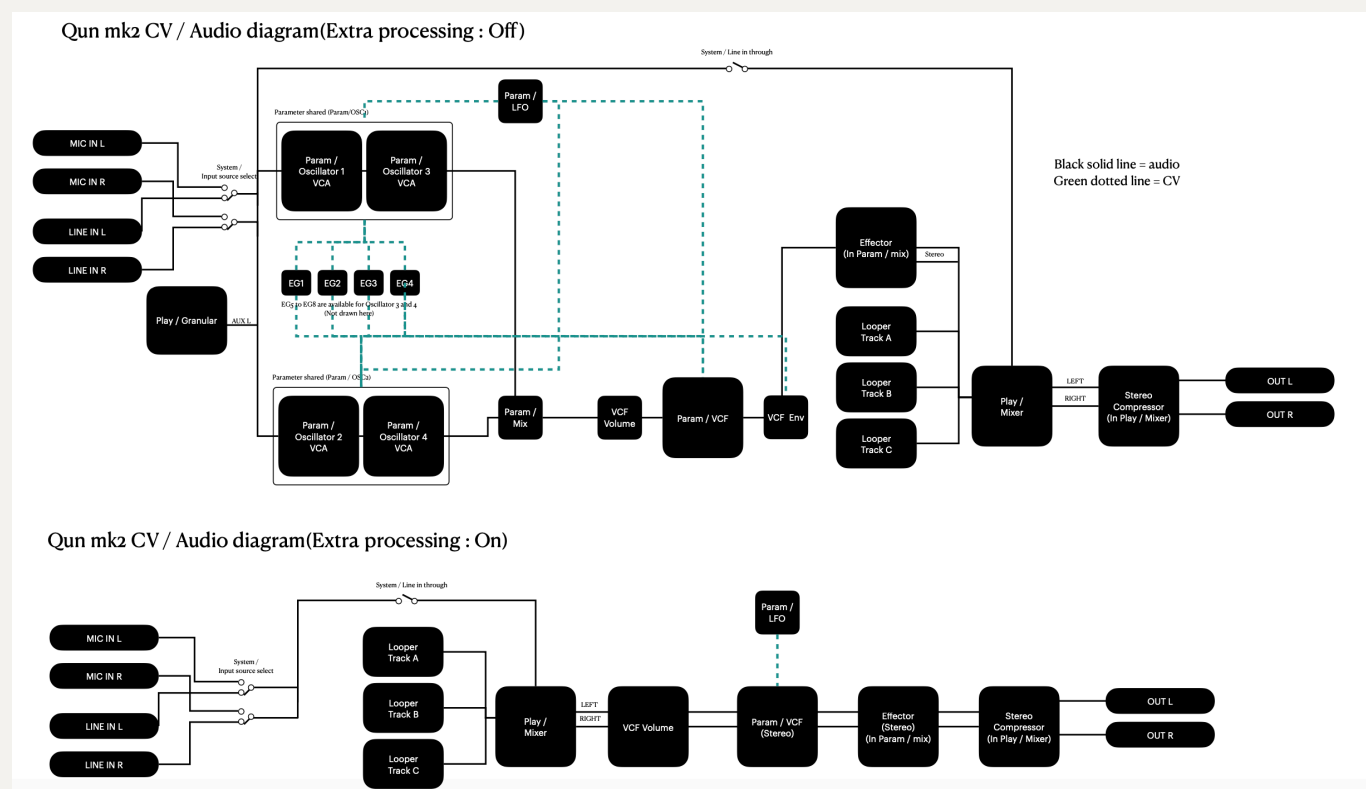 Qun mk2 CV / Audio diagram(Extra processing : Off)
System / Line in through
Param /
LFO
Parameter shared (Param/OSCa)
MIC IN L
MIC IN R
LINE IN L
LINE IN R
System /
Input source select
Param /
Oscillator 1
VCA
Param /
Oscillator 3
VCA
Black solid line = audio
Green dotted line = CV
Effector
(In Param / mix)
Stereo
EG1
EG2
EG3
EG4
EG5 to EG8 are available for Oscillator 3 and 4
(Not drawn here)
Play / Granular
AUX L
Looper
Track A
Looper
Track B
Looper
Track C
Parameter shared (Param / OSCa)
Param /
Oscillator 2
VCA
Param /
Oscillator 4
VCA
Param /
Mix
VCF
Volume
Param / VCF
VCF Env
Play /
Mixer
LEFT
RIGHT
Stereo
Compressor
(In Play / Mixer)
OUT L
OUT R
Qun mk2 CV / Audio diagram(Extra processing : On)
System / Line in through
MIC IN L
MIC IN R
LINE IN L
LINE IN R
System /
Input source select
Looper
Track A
Looper
Track B
Looper
Track C
Param /
LFO
Play /
Mixer
LEFT
RIGHT
VCF Volume
Param / VCF
(Stereo)
Effector
(Stereo)
(In Param / mix)
Stereo
Compressor
(In Play / Mixer)
OUT L
OUT R